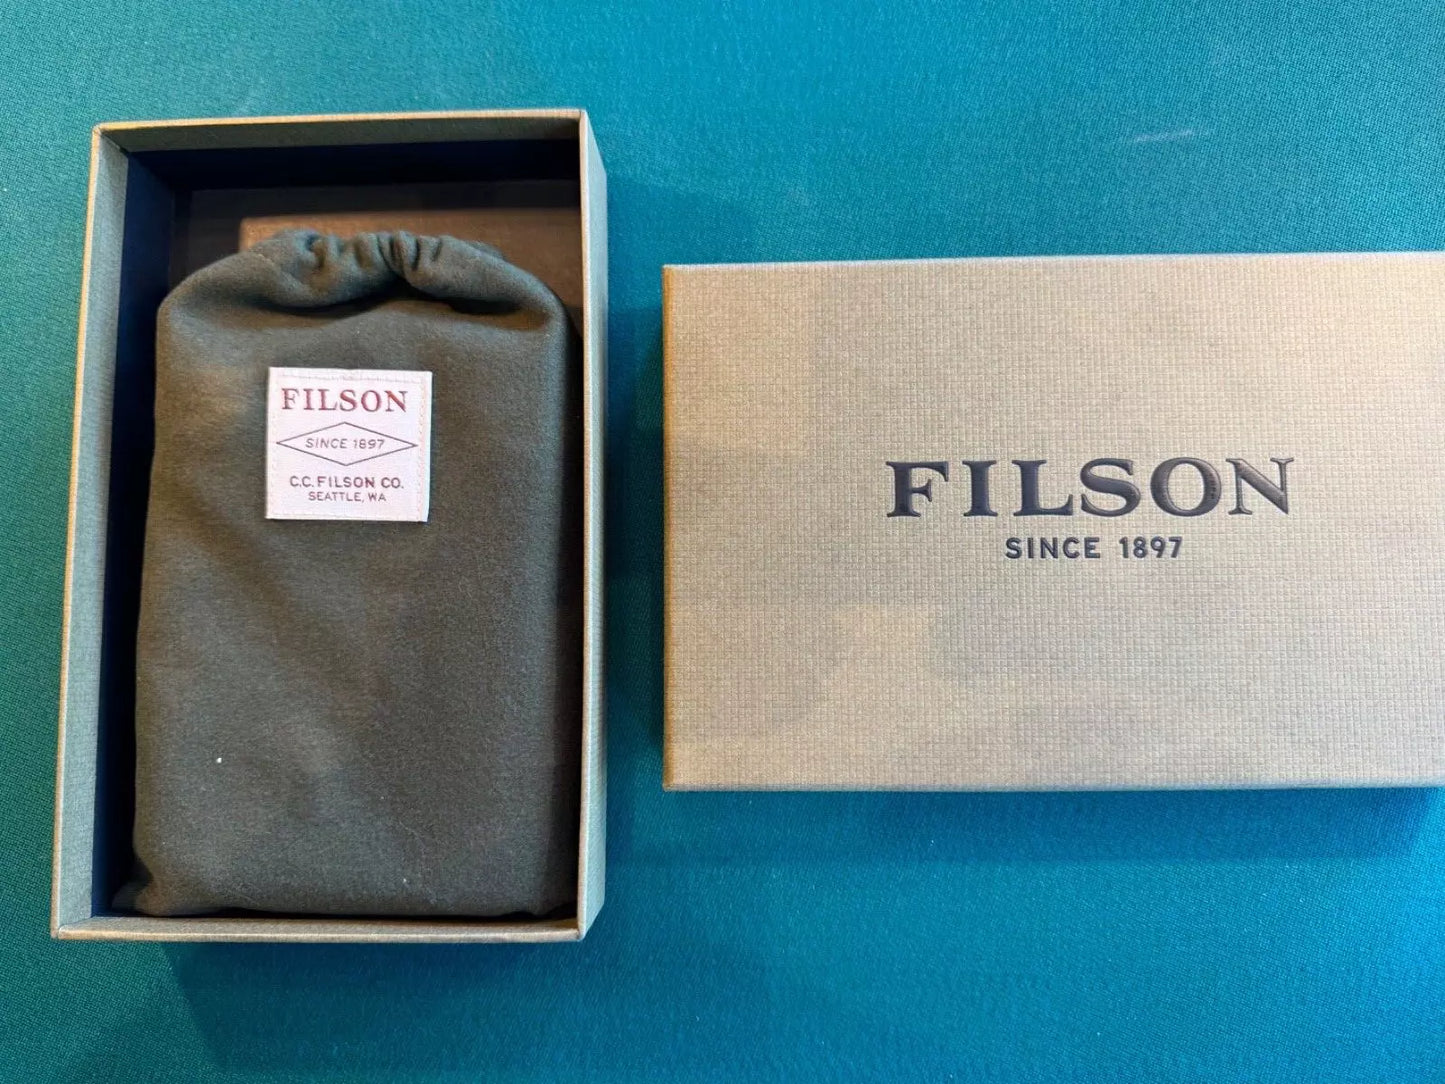 FILSON
SINCE 1897
C.C. FILSON CO.
SEATTLE, WA
FILSON
SINCE 1897